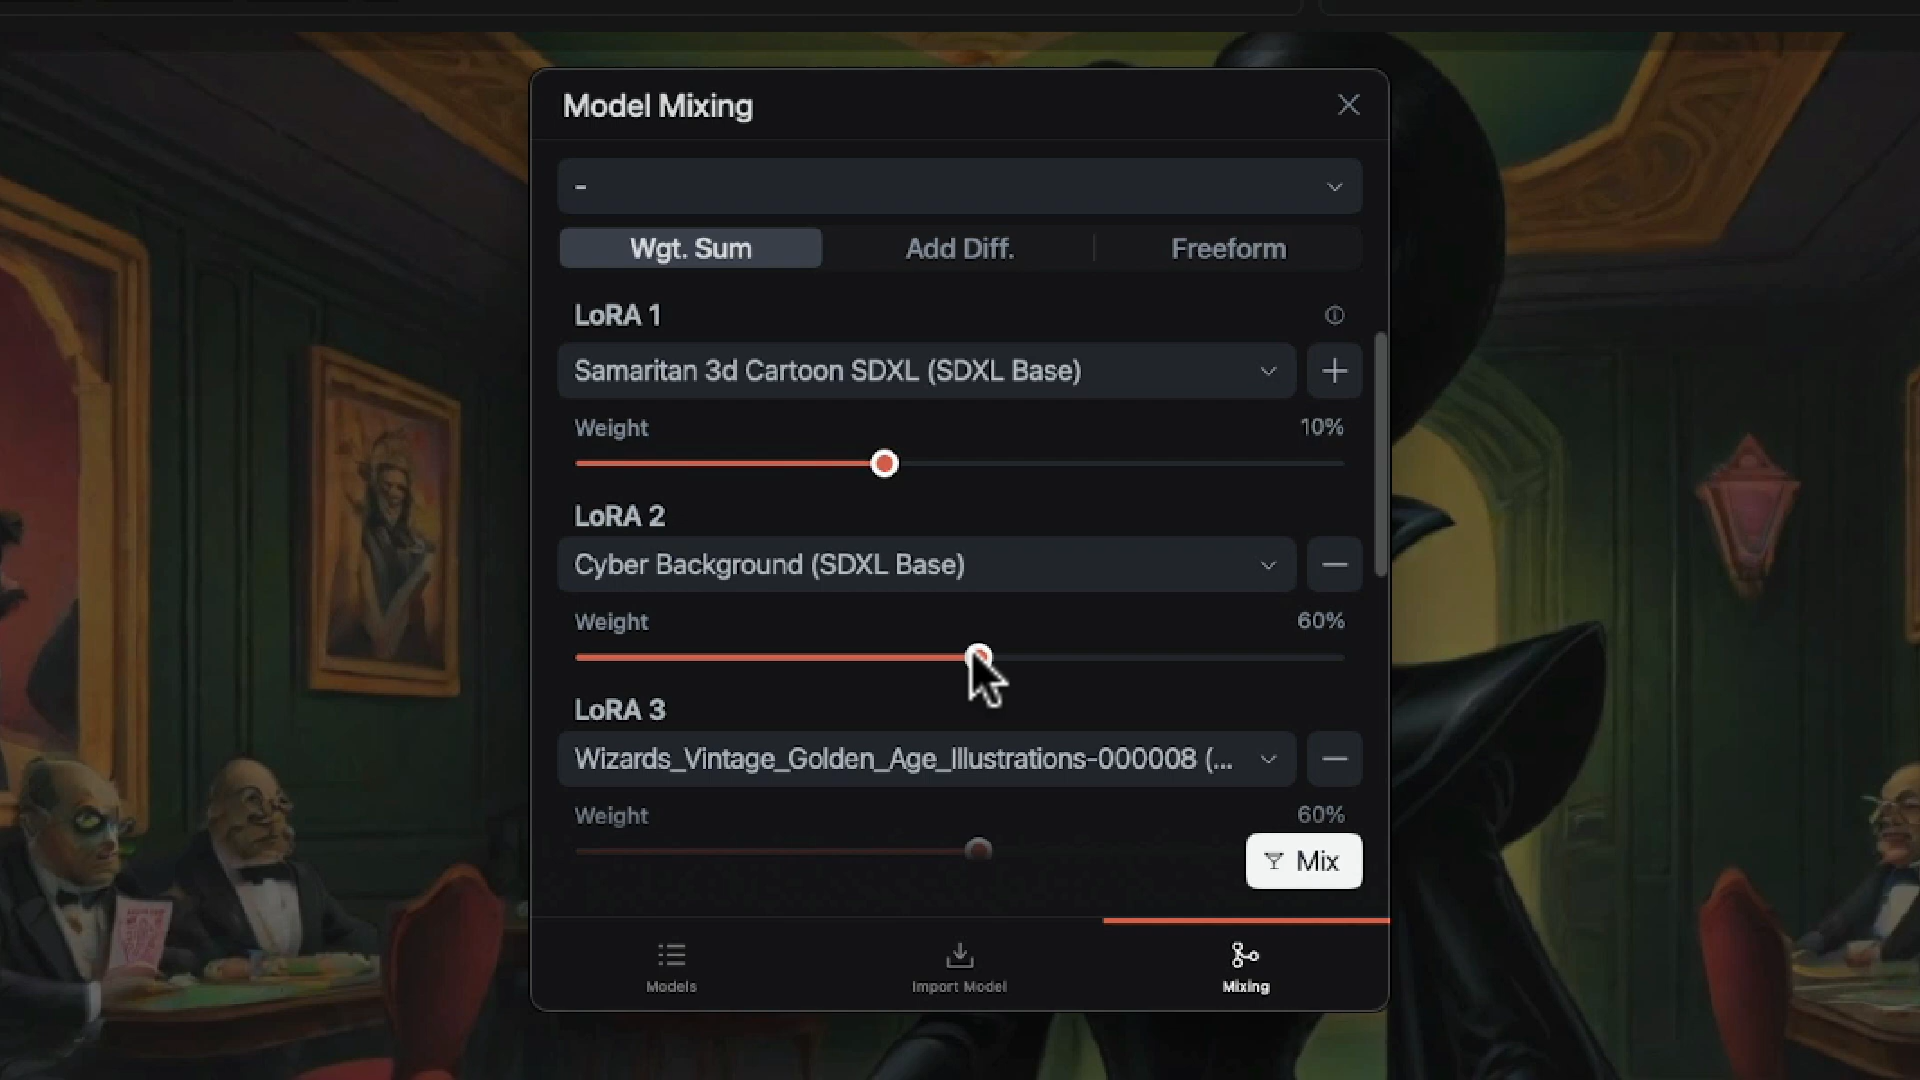 Model Mixing
-
Wgt. Sum
Add Diff.
Freeform
LoRA 1
Samaritan 3d Cartoon SDXL (SDXL Base)
Weight
10%
LoRA 2
Cyber Background (SDXL Base)
Weight
60%
LoRA 3
Wizards_Vintage_Golden_Age_Illustrations-000008 (...
Weight
60%
Mix
Models
Import Model
Mixing